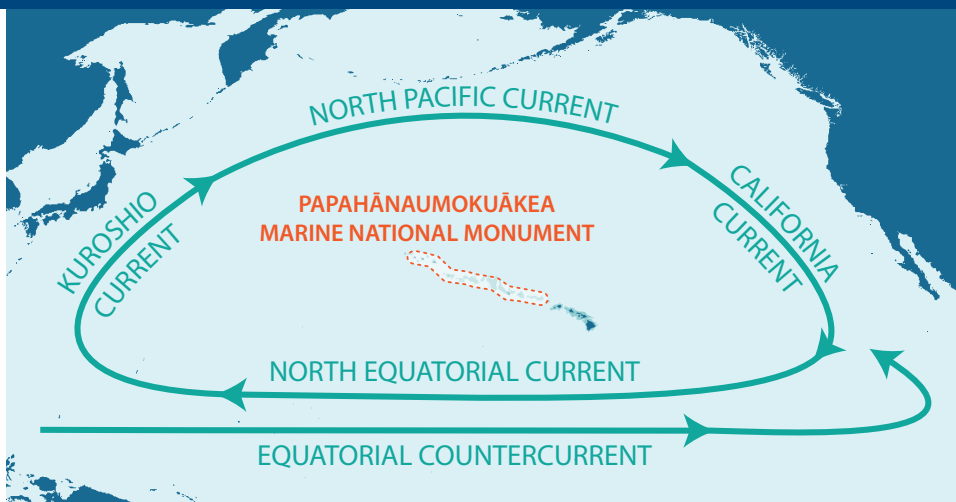 NORTH PACIFIC CURRENT
KUROSHIO
CURRENT
PAPAHĀNAUMOKUĀKEA
MARINE NATIONAL MONUMENT
CALIFORNIA
CURRENT
NORTH EQUATORIAL CURRENT
EQUATORIAL COUNTERCURRENT